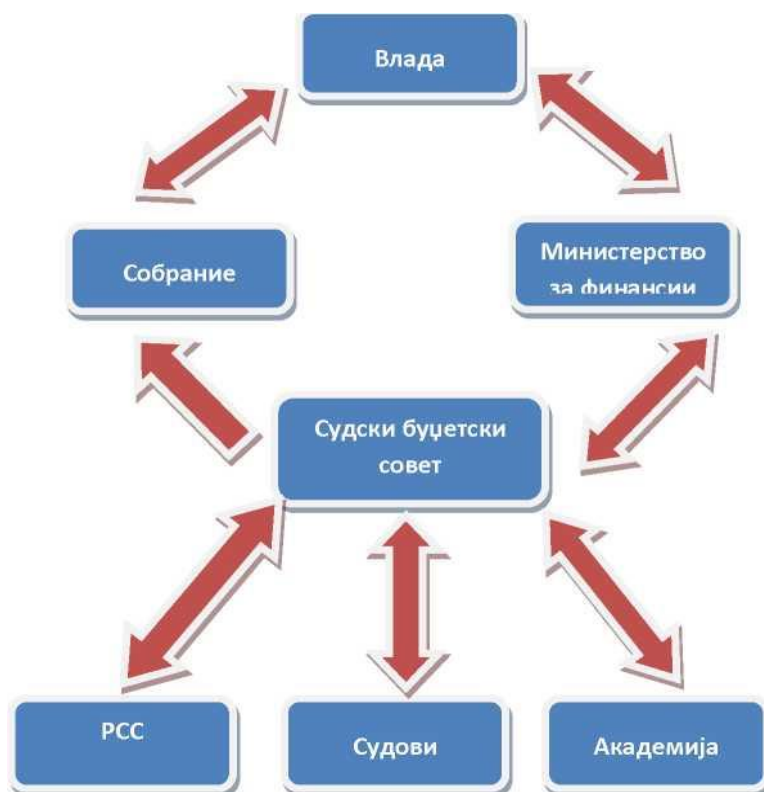 Влада
Собрание
Министерство
за финансии
Судски буџетски
совет
РСС
Судови
Академија